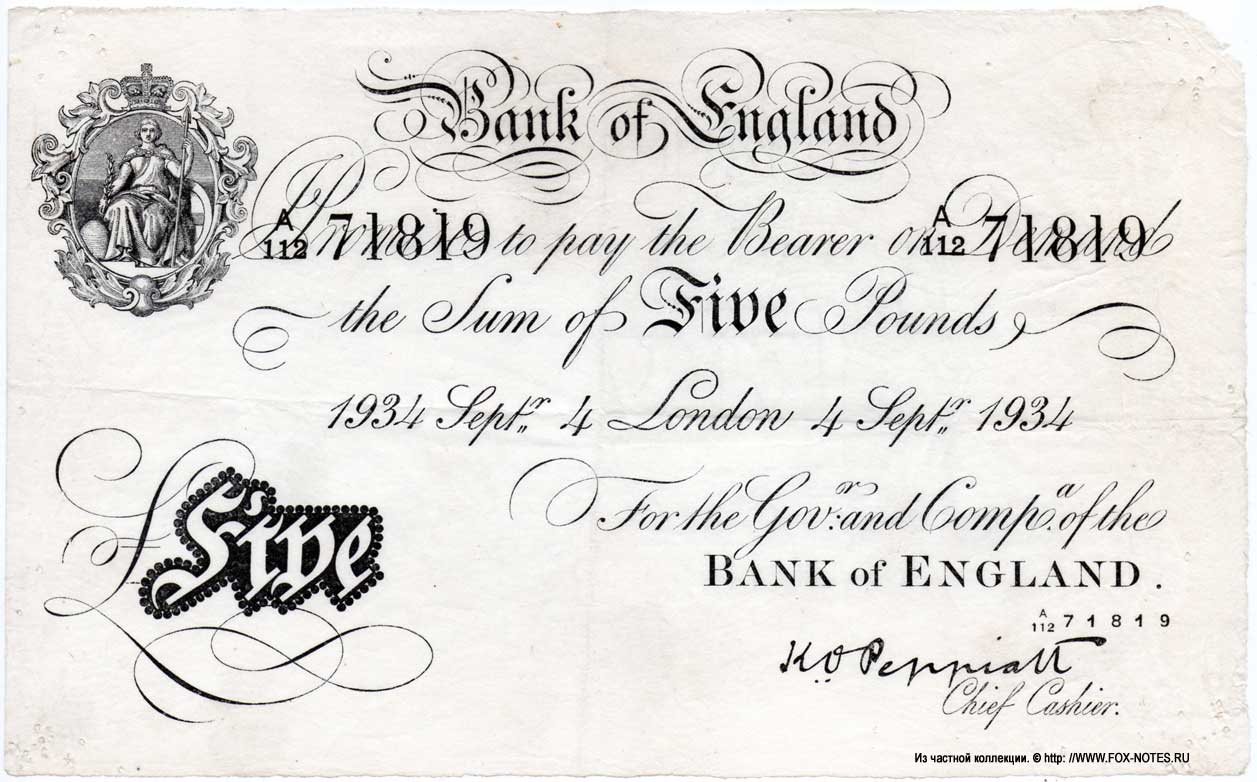 Bank of England
A/112 71819 I Promise to pay the Bearer on Demand A/112 71819
the Sum of Five Pounds
1934 Septr. 4 London 4 Septr. 1934
For the Govr. and Compa. of the
BANK of ENGLAND.
£ Five
A/112 71819
K O Peppiatt
Chief Cashier.
Из частной коллекции. © http: //WWW.FOX-NOTES.RU